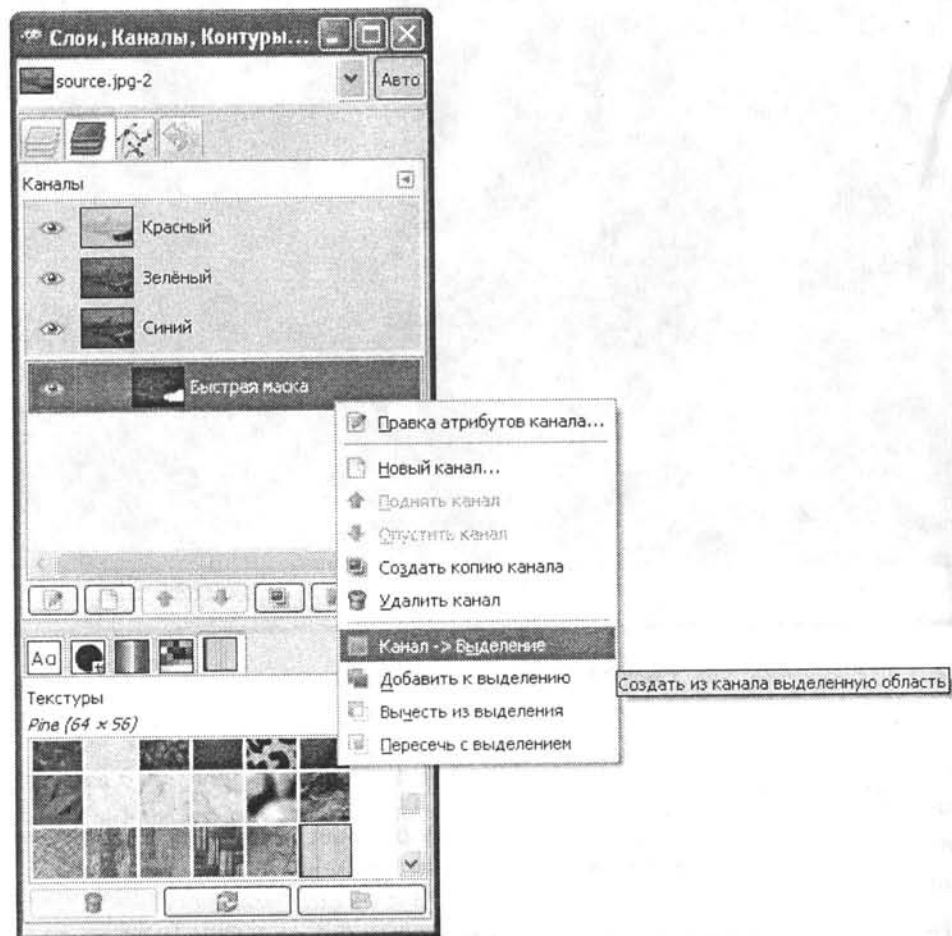 Слои, Каналы, Контуры...
source.jpg-2
Авто
Каналы
Красный
Зелёный
Синий
Быстрая маска
Правка атрибутов канала...
Новый канал...
Поднять канал
Опустить канал
Создать копию канала
Удалить канал
Канал -> Выделение
Добавить к выделению
Создать из канала выделенную область
Вычесть из выделения
Пересечь с выделением
Aa
Текстуры
Pine (64 × 56)